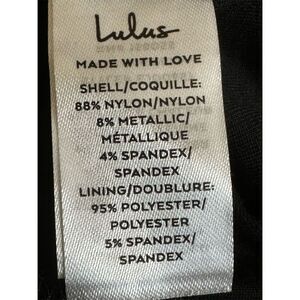 Lulus
MADE WITH LOVE
SHELL/COQUILLE:
88% NYLON/NYLON
8% METALLIC/
MÉTALLIQUE
4% SPANDEX/
SPANDEX
LINING/DOUBLURE:
95% POLYESTER/
POLYESTER
5% SPANDEX/
SPANDEX